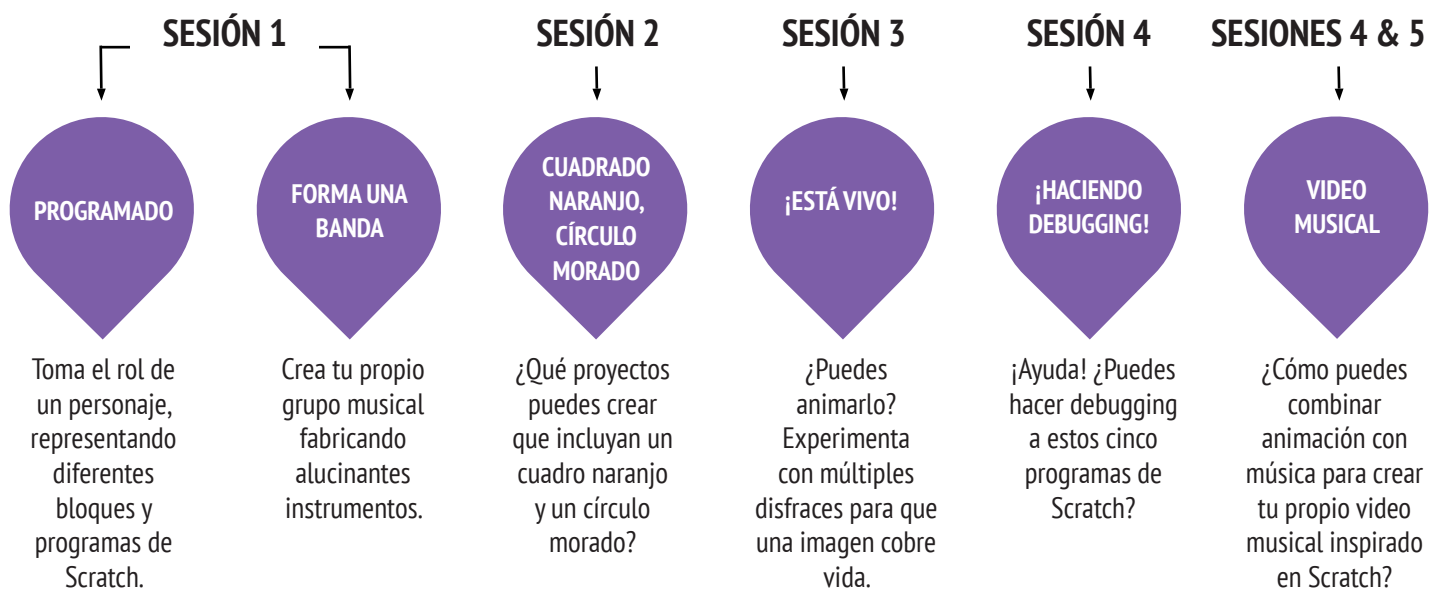 SESIÓN 1
PROGRAMADO
Toma el rol de
un personaje,
representando
diferentes
bloques y
programas de
Scratch.
FORMA UNA
BANDA
Crea tu propio
grupo musical
fabricando
alucinantes
instrumentos.
SESIÓN 2
CUADRADO
NARANJO,
CÍRCULO
MORADO
¿Qué proyectos
puedes crear
que incluyan un
cuadro naranjo
y un círculo
morado?
SESIÓN 3
¡ESTÁ VIVO!
¿Puedes
animarlo?
Experimenta
con múltiples
disfraces para que
una imagen cobre
vida.
SESIÓN 4
¡HACIENDO
DEBUGGING!
¡Ayuda! ¿Puedes
hacer debugging
a estos cinco
programas de
Scratch?
SESIONES 4 & 5
VIDEO
MUSICAL
¿Cómo puedes
combinar
animación con
música para crear
tu propio video
musical inspirado
en Scratch?